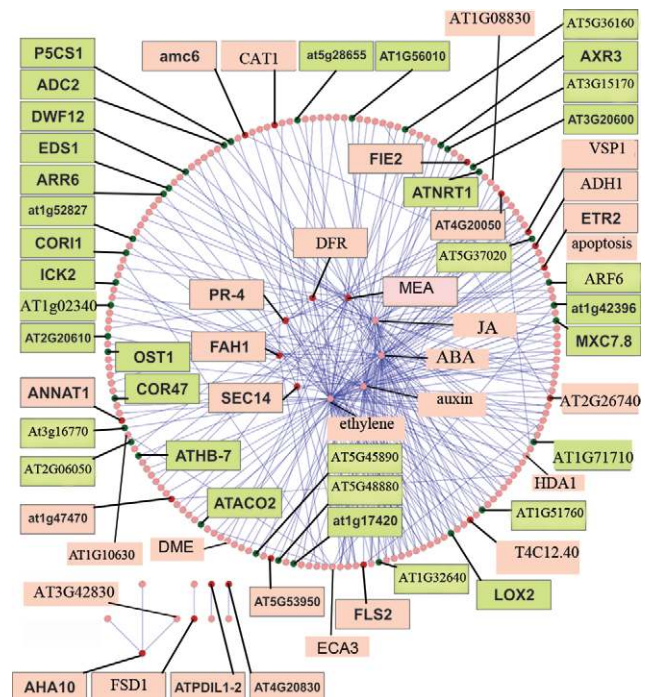 AT1G08830
AT5G36160
P5CS1
amc6
CAT1
at5g28655
AT1G56010
AXR3
ADC2
AT3G15170
DWF12
AT3G20600
EDS1
FIE2
VSP1
ARR6
ATNRT1
ADH1
at1g52827
AT4G20050
ETR2
CORI1
DFR
AT5G37020
apoptosis
ICK2
PR-4
MEA
ARF6
AT1g02340
at1g42396
JA
AT2G20610
FAH1
MXC7.8
OST1
ABA
ANNAT1
COR47
SEC14
auxin
AT2G26740
At3g16770
ethylene
AT2G06050
ATHB-7
AT5G45890
AT1G71710
AT5G48880
HDA1
at1g47470
ATACO2
at1g17420
AT1G51760
AT1G10630
DME
T4C12.40
AT5G53950
AT1G32640
LOX2
AT3G42830
FLS2
ECA3
AHA10
FSD1
ATPDIL1-2
AT4G20830